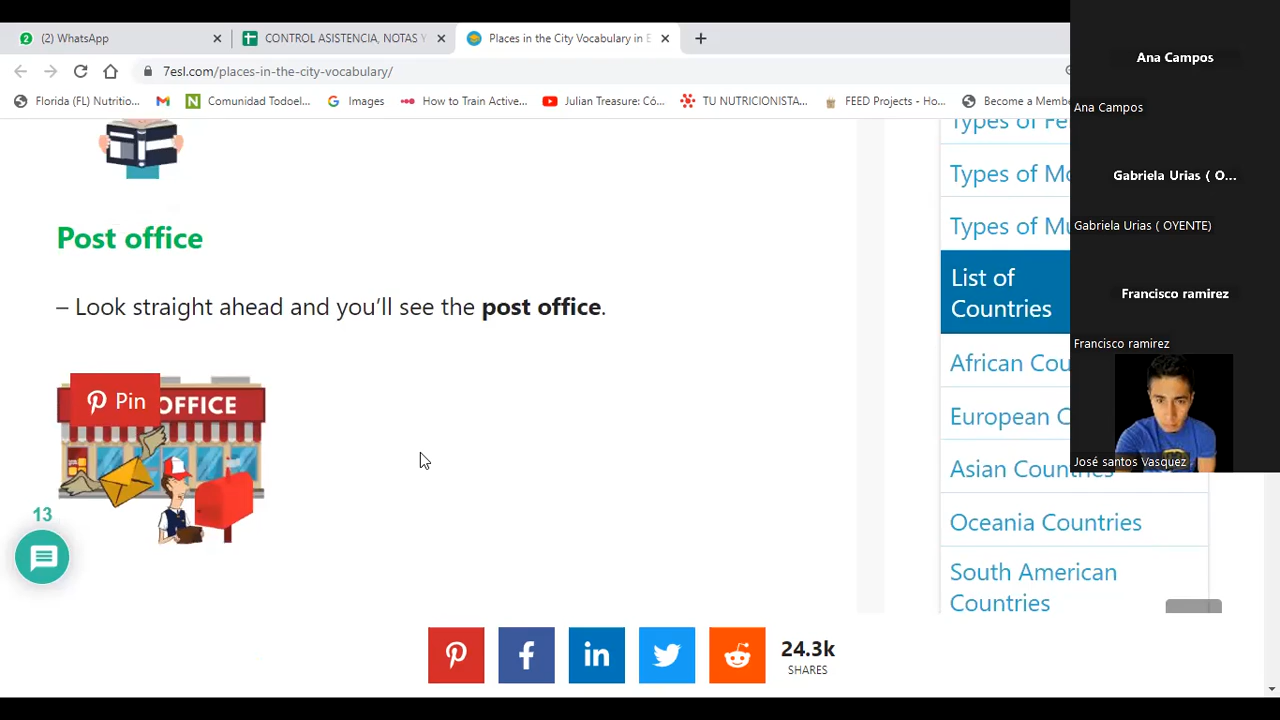 (2) WhatsApp
CONTROL ASISTENCIA, NOTAS Y
Places in the City Vocabulary in E
7esl.com/places-in-the-city-vocabulary/
Florida (FL) Nutritio...
Comunidad Todoel...
Images
How to Train Active...
Julian Treasure: Có...
TU NUTRICIONISTA...
FEED Projects - Ho...
Become a Memb
Post office
– Look straight ahead and you’ll see the post office.
Pin
OFFICE
13
24.3k
SHARES
Types of Fe
Types of Mo
Types of Mu
List of
Countries
African Cou
European C
Asian Countries
Oceania Countries
South American
Countries
Ana Campos
Ana Campos
Gabriela Urias ( O...
Gabriela Urias ( OYENTE)
Francisco ramirez
Francisco ramirez
José santos Vasquez